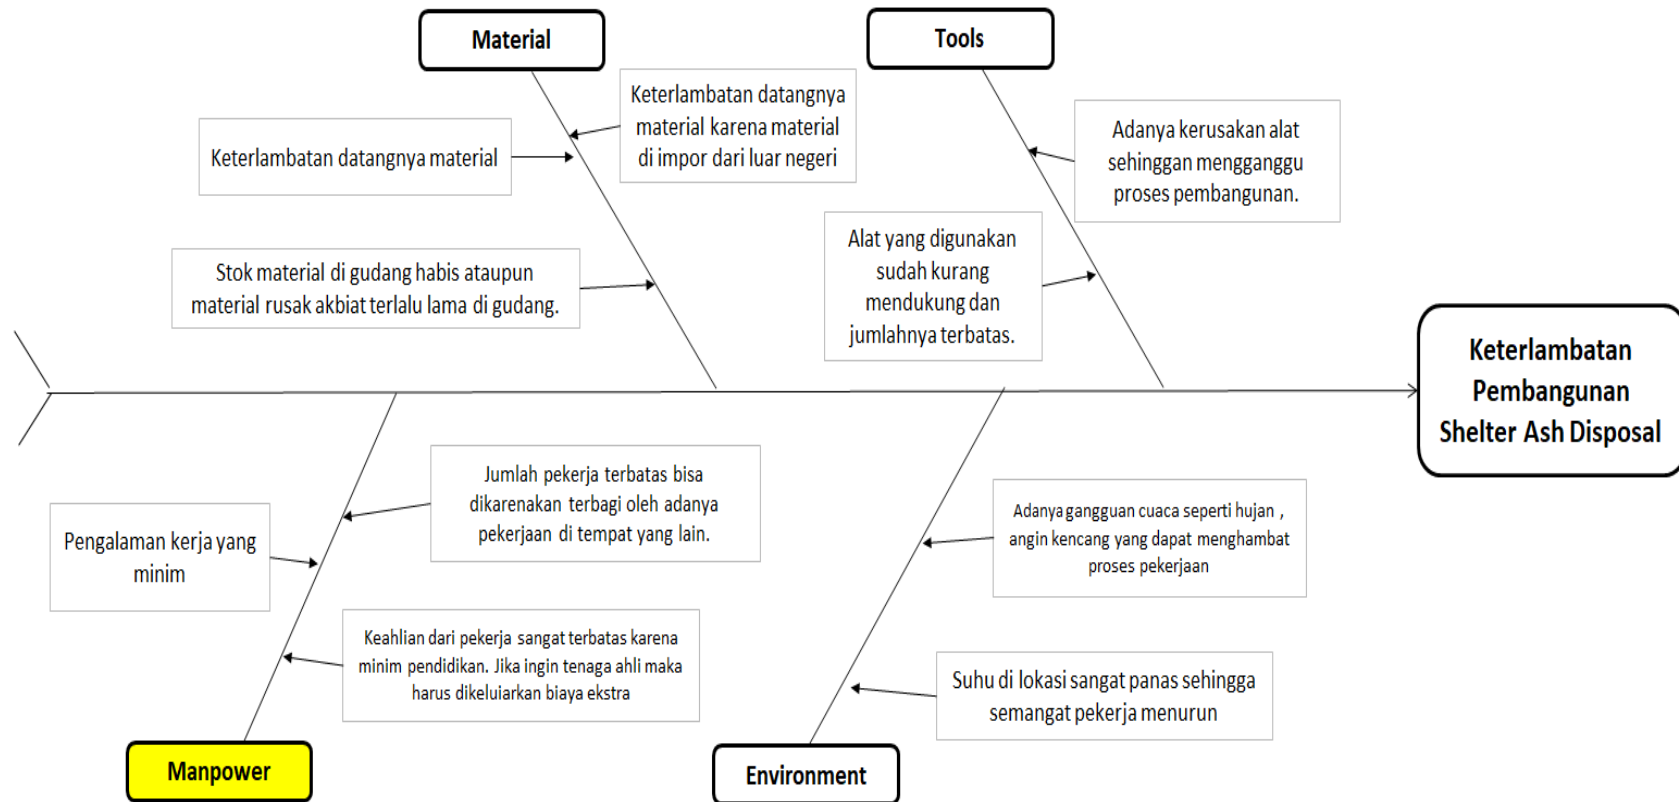 Material
Tools
Keterlambatan datangnya material
Keterlambatan datangnya
material karena material
di impor dari luar negeri
Stok material di gudang habis ataupun
material rusak akbiat terlalu lama di gudang.
Adanya kerusakan alat
sehinggan mengganggu
proses pembangunan.
Alat yang digunakan
sudah kurang
mendukung dan
jumlahnya terbatas.
Keterlambatan
Pembangunan
Shelter Ash Disposal
Pengalaman kerja yang
minim
Jumlah pekerja terbatas bisa
dikarenakan terbagi oleh adanya
pekerjaan di tempat yang lain.
Keahlian dari pekerja sangat terbatas karena
minim pendidikan. Jika ingin tenaga ahli maka
harus dikeluiarkan biaya ekstra
Adanya gangguan cuaca seperti hujan ,
angin kencang yang dapat menghambat
proses pekerjaan
Suhu di lokasi sangat panas sehingga
semangat pekerja menurun
Manpower
Environment